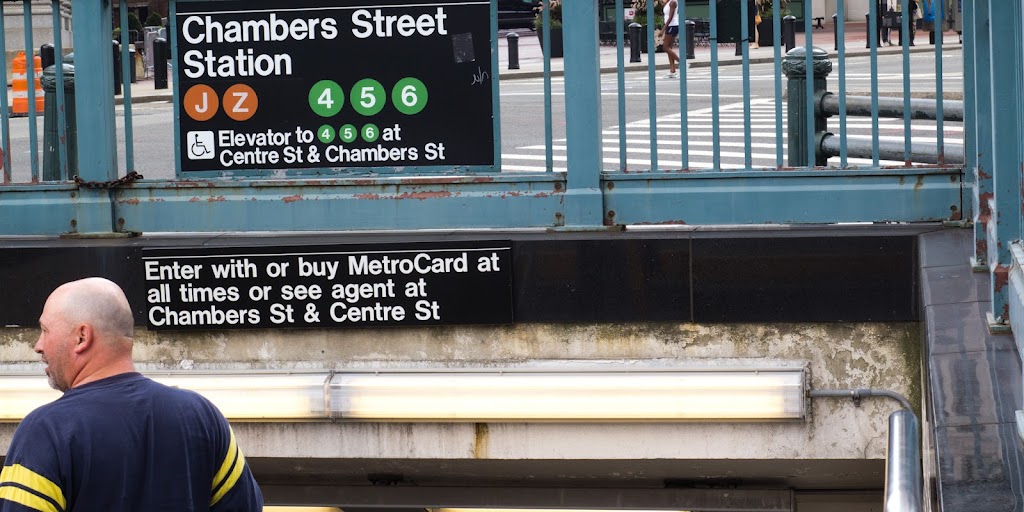 Chambers Street
Station
J Z 4 5 6
Elevator to 4 5 6 at
Centre St & Chambers St
Enter with or buy MetroCard at
all times or see agent at
Chambers St & Centre St